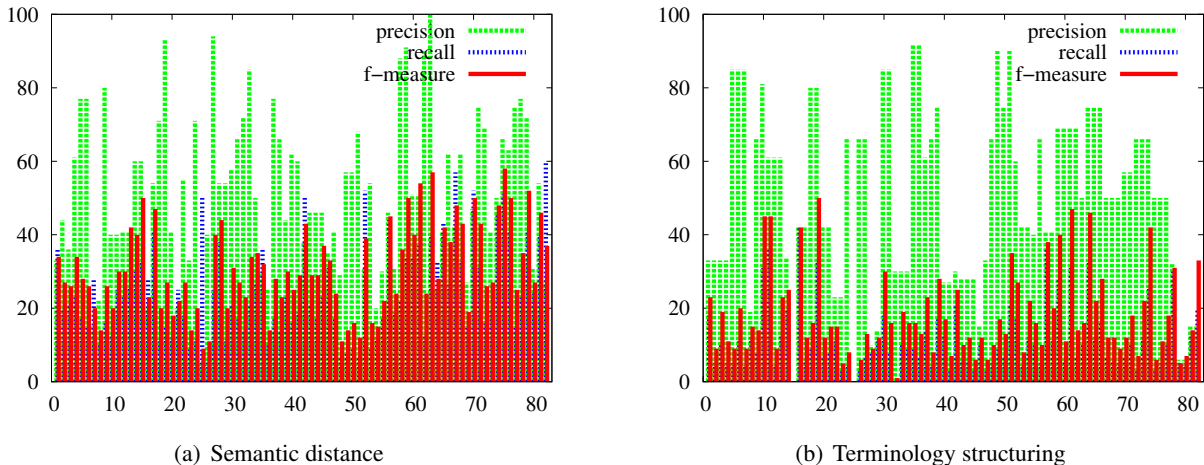 100
80
60
40
20
0
0 10 20 30 40 50 60 70 80
precision
recall
f-measure
(a) Semantic distance
100
80
60
40
20
0
0 10 20 30 40 50 60 70 80
precision
recall
f-measure
(b) Terminology structuring